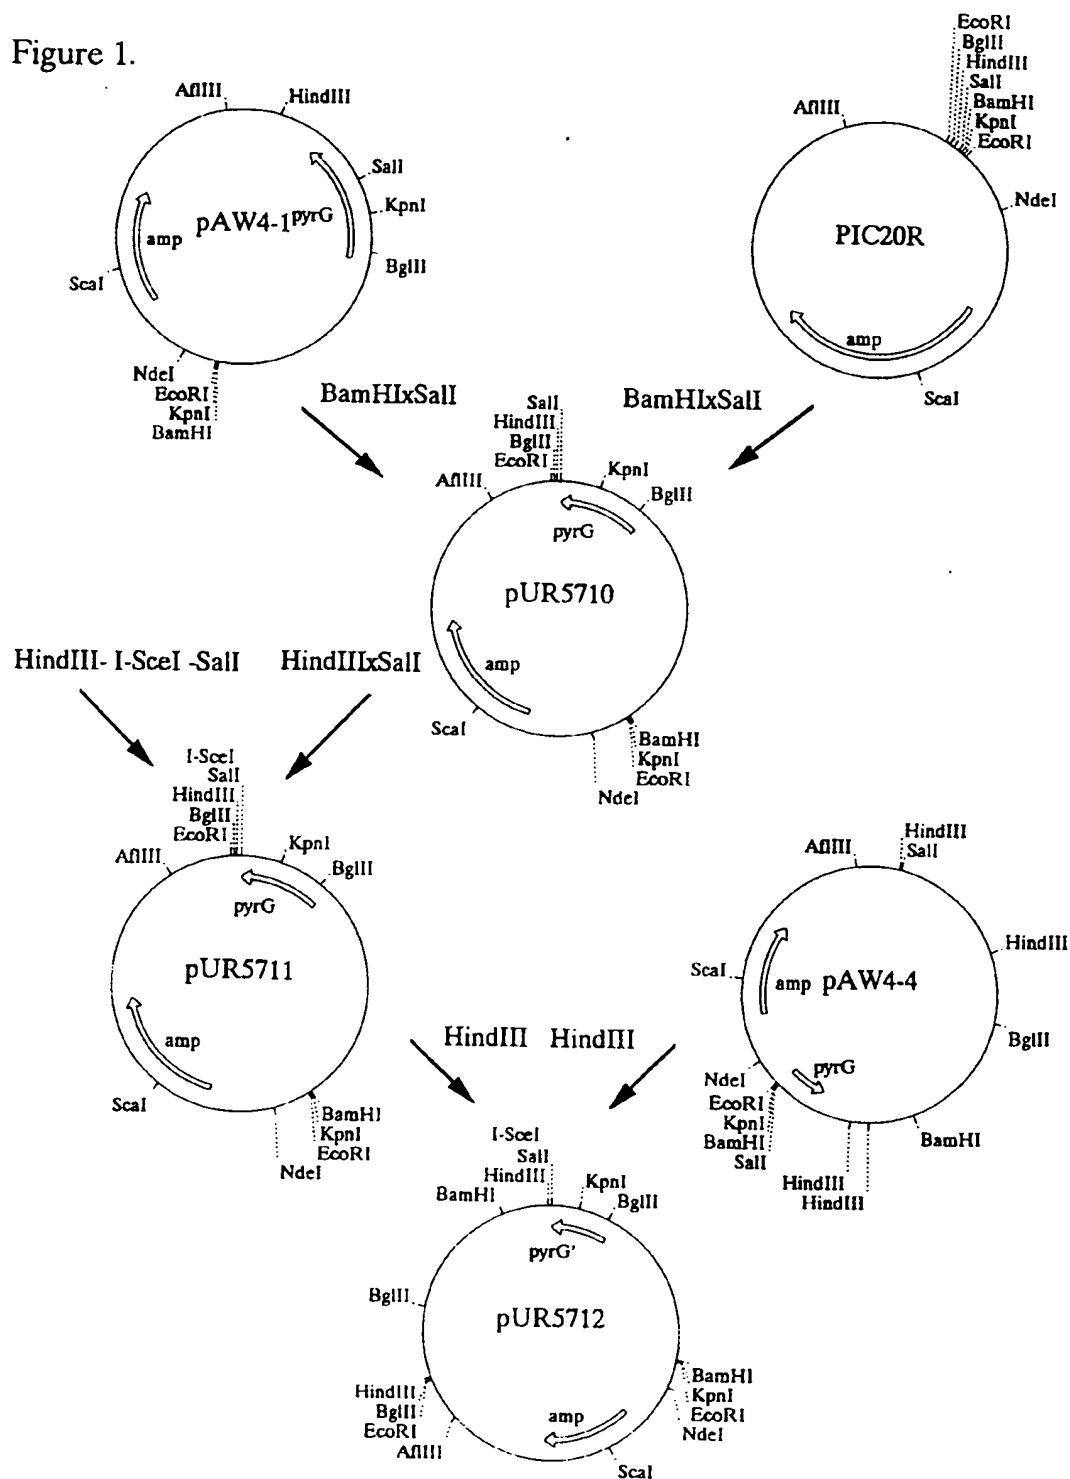 Figure 1.
AflIII
HindIII
SalI
KpnI
BglII
pyrG
pAW4-1
amp
ScaI
NdeI
EcoRI
KpnI
BamHI
EcoRI
BglII
HindIII
SalI
BamHI
KpnI
EcoRI
AflIII
NdeI
PIC20R
amp
ScaI
BamHIxSalI
BamHIxSalI
SalI
HindIII
BglII
EcoRI
AflIII
KpnI
BglII
pyrG
pUR5710
amp
ScaI
BamHI
KpnI
EcoRI
NdeI
HindIII- I-SceI -SalI
HindIIIxSalI
I-SceI
SalI
HindIII
BglII
EcoRI
AflIII
KpnI
BglII
pyrG
pUR5711
amp
ScaI
BamHI
KpnI
EcoRI
NdeI
AflIII
HindIII
SalI
HindIII
ScaI
amp
pAW4-4
BglII
pyrG
NdeI
EcoRI
KpnI
BamHI
SalI
BamHI
HindIII
HindIII
HindIII
HindIII
I-SceI
SalI
HindIII
BamHI
KpnI
BglII
pyrG'
BglII
pUR5712
HindIII
BglII
EcoRI
AflIII
BamHI
KpnI
EcoRI
NdeI
amp
ScaI